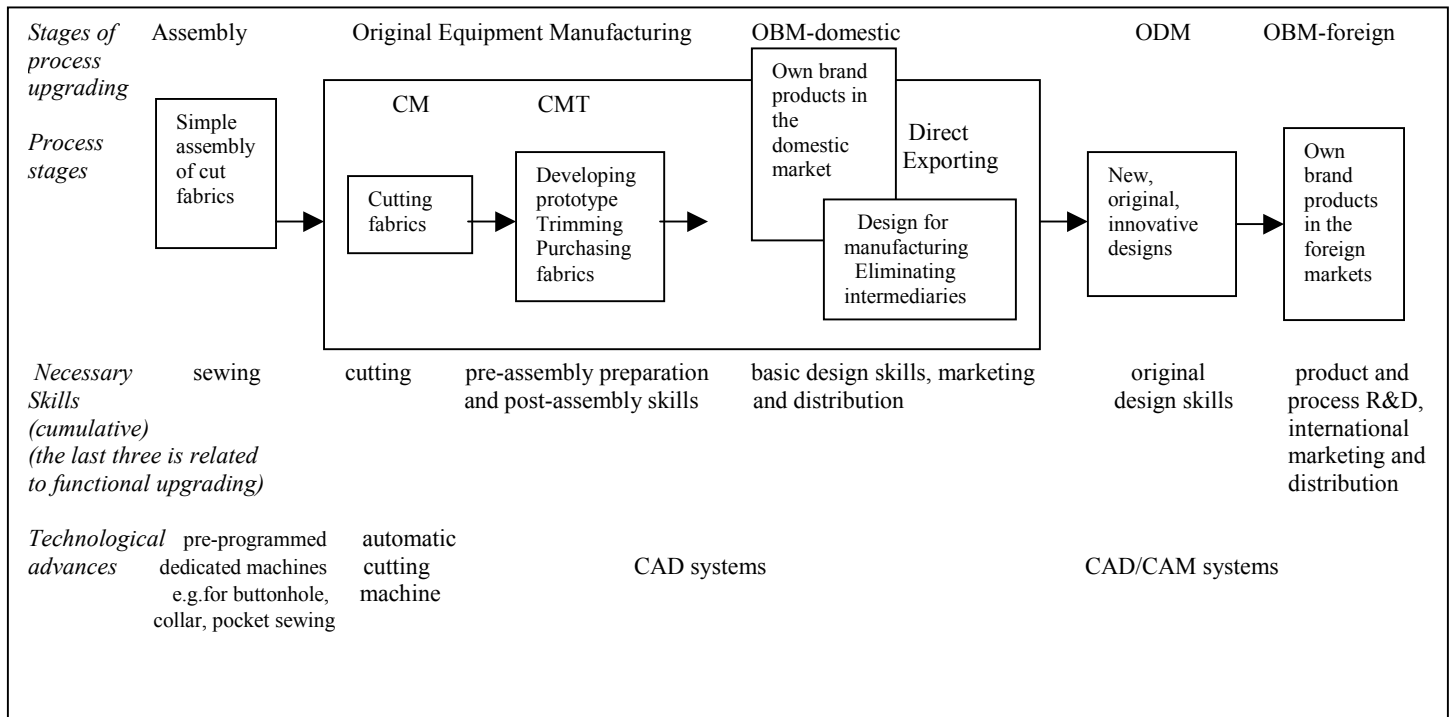 Stages of process upgrading
Assembly
Original Equipment Manufacturing
OBM-domestic
ODM
OBM-foreign
Process stages
Simple
assembly
of cut
fabrics
CM
Cutting
fabrics
CMT
Developing
prototype
Trimming
Purchasing
fabrics
Own brand
products in
the
domestic
market
Direct
Exporting
Design for
manufacturing
Eliminating
intermediaries
New,
original,
innovative
designs
Own
brand
products
in the
foreign
markets
Necessary
Skills
(cumulative)
(the last three is related
to functional upgrading)
sewing
cutting
pre-assembly preparation
and post-assembly skills
basic design skills, marketing
and distribution
original
design skills
product and
process R&D,
international
marketing and
distribution
Technological
advances
pre-programmed
dedicated machines
e.g.for buttonhole,
collar, pocket sewing
automatic
cutting
machine
CAD systems
CAD/CAM systems